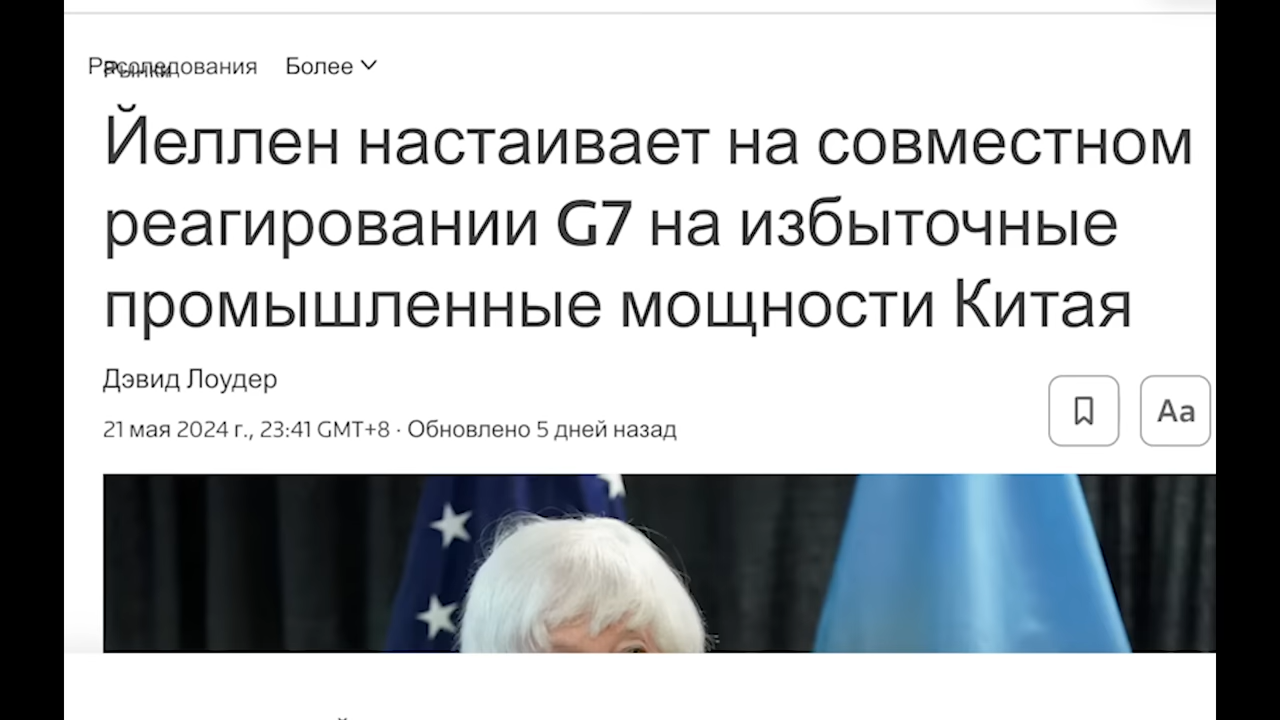 Расследования Более
Рынки
Йеллен настаивает на совместном
реагировании G7 на избыточные
промышленные мощности Китая
Дэвид Лоудер
21 мая 2024 г., 23:41 GMT+8 · Обновлено 5 дней назад
Aa